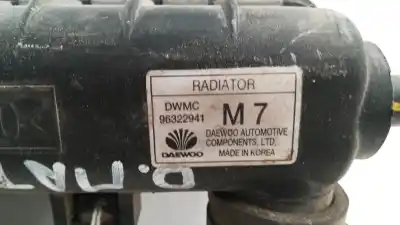 RADIATOR
DWMC
96322941
M 7
DAEWOO
DAEWOO AUTOMOTIVE
COMPONENTS, LTD.
MADE IN KOREA